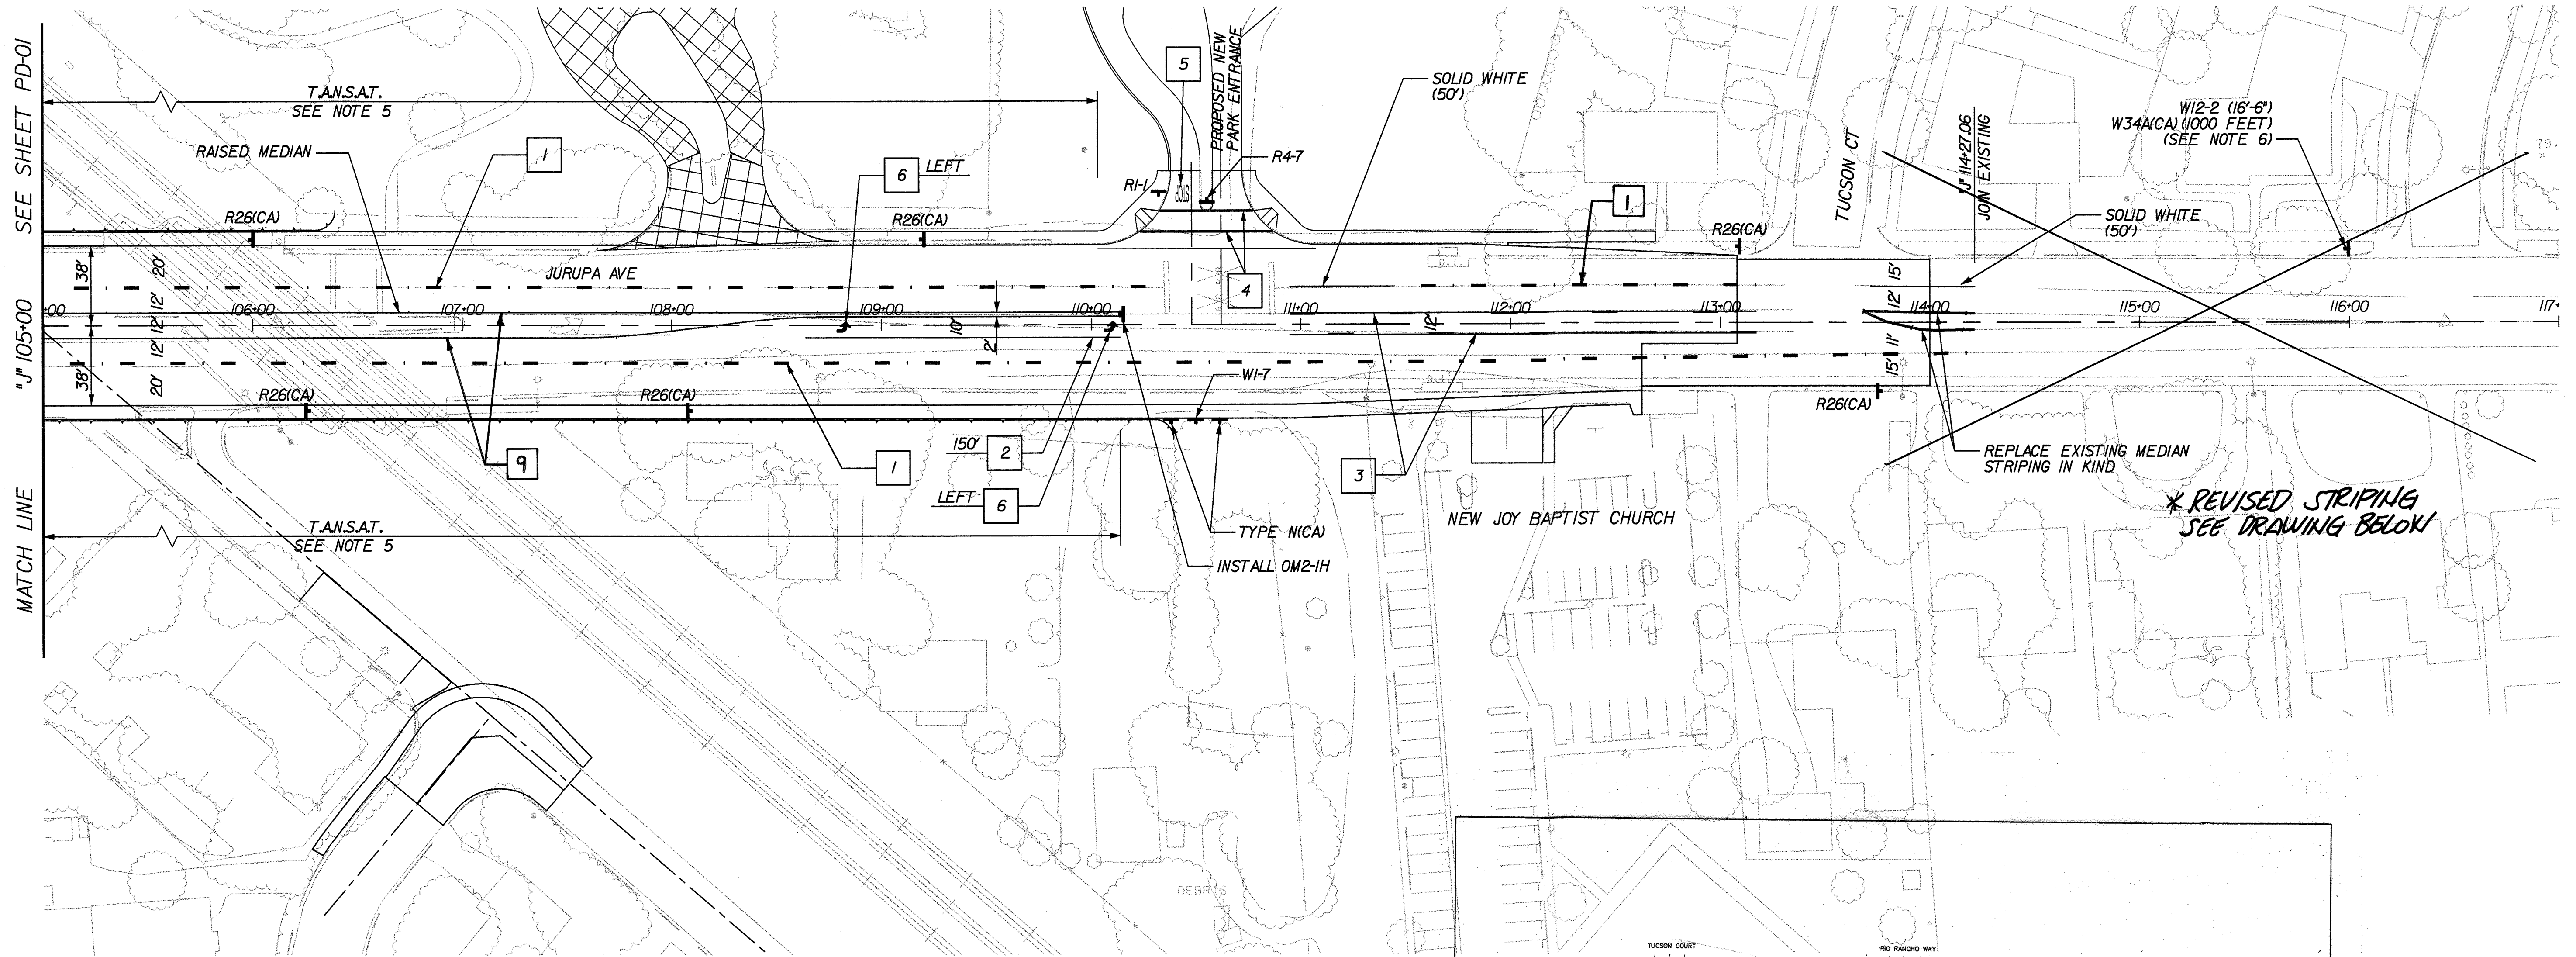 SEE SHEET PD-01
"J" 105+00
MATCH LINE
T.A.N.S.A.T.
SEE NOTE 5
RAISED MEDIAN
1
6 LEFT
5
PROPOSED NEW
PARK ENTRANCE
R4-7
R1-1
STOP
SOLID WHITE
(50')
1
TUCSON CT
"J" 114+27.06
JOIN EXISTING
W12-2 (16'-6")
W34A(CA) (1000 FEET)
(SEE NOTE 6)
SOLID WHITE
(50')
79.
R26(CA)
R26(CA)
R26(CA)
JURUPA AVE
4
D.I.
38'
20'
12'
12'
12'
20'
38'
10'
2'
12'
15'
12'
11'
15'
+00
106+00
107+00
108+00
109+00
110+00
111+00
112+00
113+00
114+00
115+00
116+00
117+
R26(CA)
R26(CA)
W1-7
D.I.
R26(CA)
9
150' 2
1
LEFT 6
3
REPLACE EXISTING MEDIAN
STRIPING IN KIND
* REVISED STRIPING
SEE DRAWING BELOW
NEW JOY BAPTIST CHURCH
T.A.N.S.A.T.
SEE NOTE 5
TYPE N(CA)
INSTALL OM2-1H
DEBRIS
TUCSON COURT
RIO RANCHO WAY